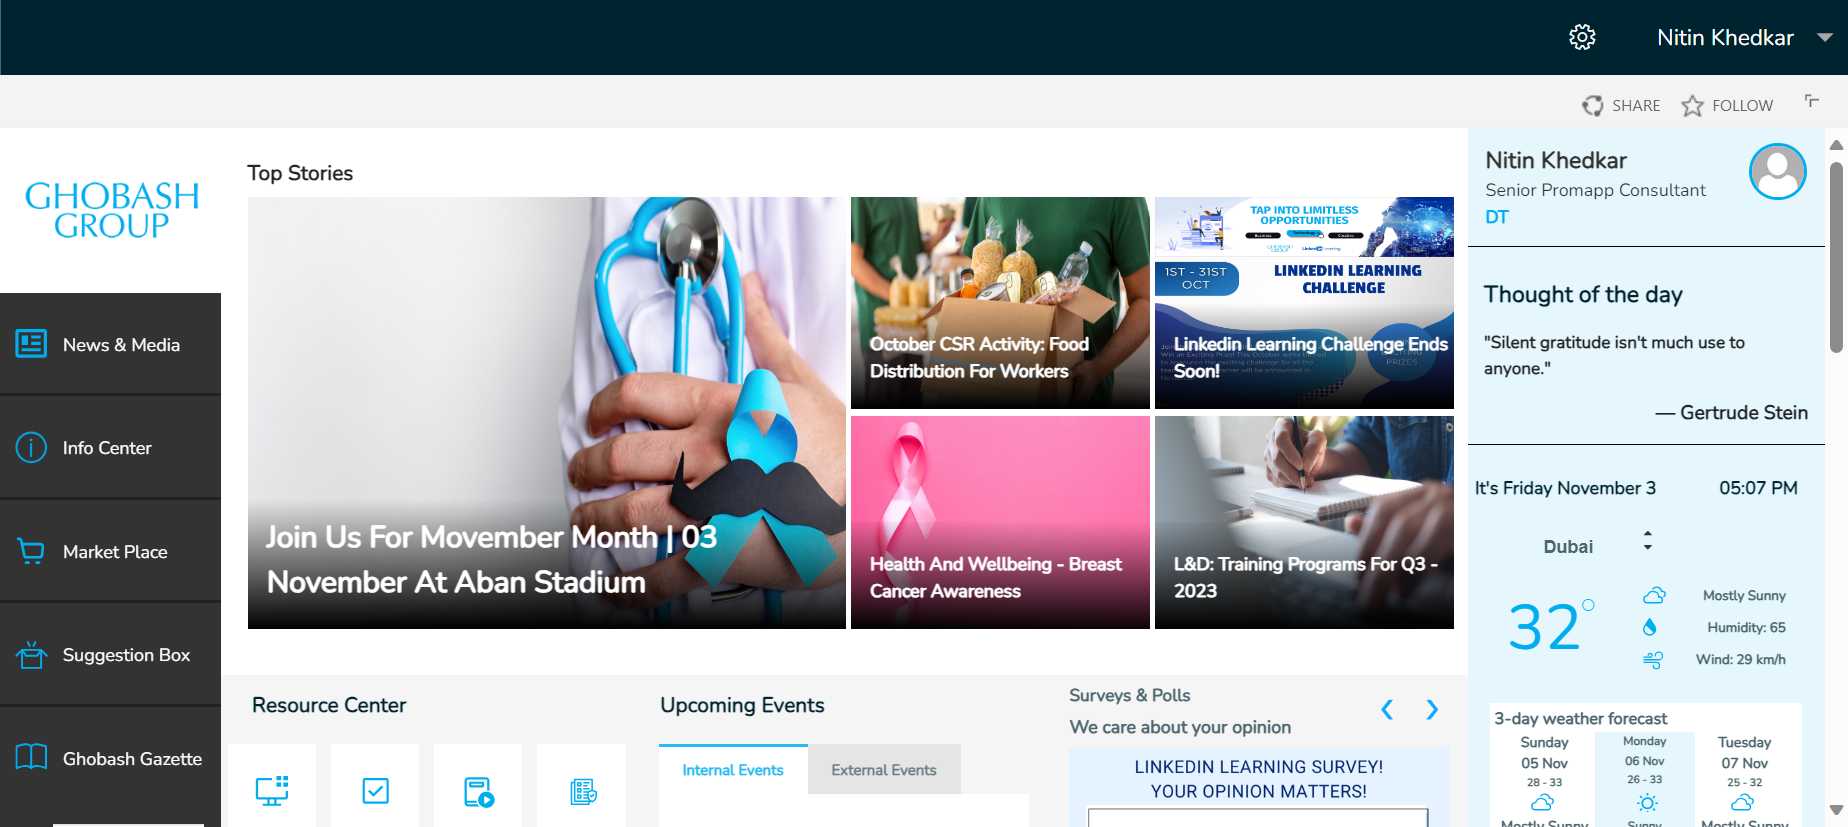 Nitin Khedkar
SHARE
FOLLOW
GHOBASH
GROUP
News & Media
Info Center
Market Place
Suggestion Box
Ghobash Gazette
Top Stories
Join Us For Movember Month | 03
November At Aban Stadium
October CSR Activity: Food
Distribution For Workers
TAP INTO LIMITLESS
OPPORTUNITIES
1ST - 31ST
OCT
LINKEDIN LEARNING
CHALLENGE
Linkedin Learning Challenge Ends
Soon!
PRIZES
Health And Wellbeing - Breast
Cancer Awareness
L&D: Training Programs For Q3 -
2023
Resource Center
Upcoming Events
Internal Events
External Events
Surveys & Polls
We care about your opinion
LINKEDIN LEARNING SURVEY!
YOUR OPINION MATTERS!
Nitin Khedkar
Senior Promapp Consultant
DT
Thought of the day
"Silent gratitude isn't much use to
anyone."
— Gertrude Stein
It's Friday November 3
05:07 PM
Dubai
32°
Mostly Sunny
Humidity: 65
Wind: 29 km/h
3-day weather forecast
Sunday
05 Nov
28 - 33
Mostly Sunny
Monday
06 Nov
26 - 33
Sunny
Tuesday
07 Nov
25 - 32
Mostly Sunny